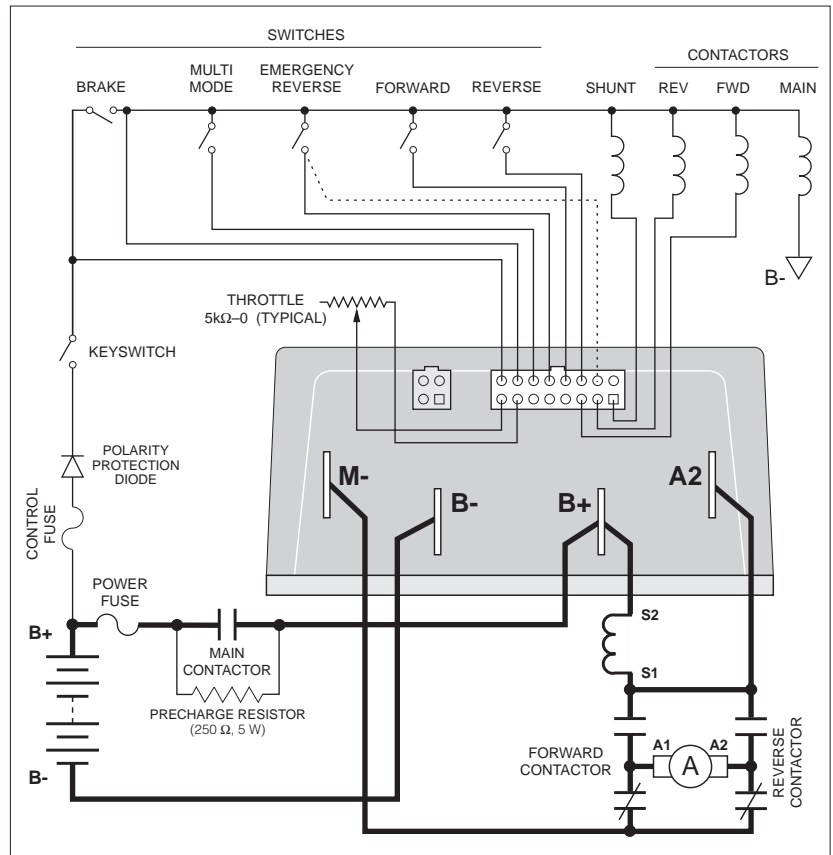 SWITCHES
CONTACTORS
BRAKE
MULTI
MODE
EMERGENCY
REVERSE
FORWARD
REVERSE
SHUNT
REV
FWD
MAIN
B-
THROTTLE
5kΩ–0 (TYPICAL)
KEYSWITCH
POLARITY
PROTECTION
DIODE
CONTROL
FUSE
M-
B-
B+
A2
POWER
FUSE
B+
MAIN
CONTACTOR
PRECHARGE RESISTOR
(250 Ω, 5 W)
B-
S2
S1
FORWARD
CONTACTOR
A1
A
A2
REVERSE
CONTACTOR